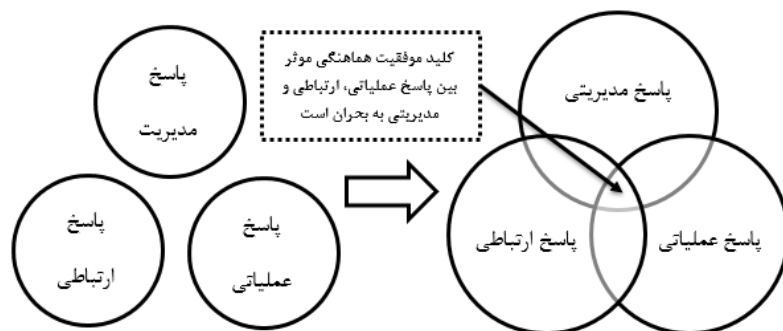 پاسخ
مدیریت
کلید موفقیت هماهنگی موثر
بین پاسخ عملیاتی، ارتباطی و
مدیریتی به بحران است
پاسخ مدیریتی
پاسخ
ارتباطی
پاسخ
عملیاتی
پاسخ ارتباطی
پاسخ عملیاتی